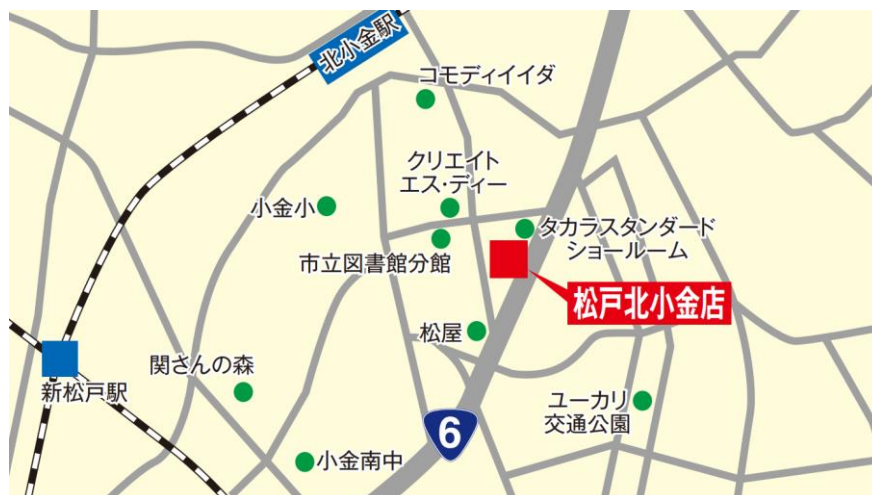 北小金駅
コモディイイダ
クリエイト
エス・ディー
小金小
タカラスタンダード
ショールーム
市立図書館分館
松戸北小金店
松屋
新松戸駅
関さんの森
ユーカリ
交通公園
6
小金南中